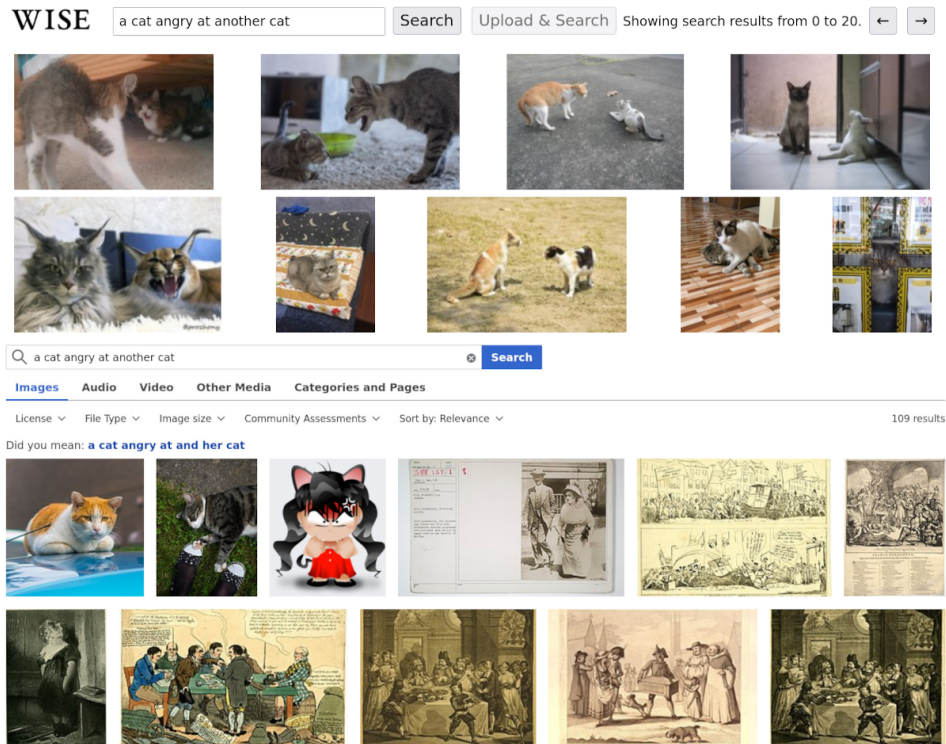 WISE
a cat angry at another cat
Search
Upload & Search
Showing search results from 0 to 20.
←
→
a cat angry at another cat
Search
Images
Audio
Video
Other Media
Categories and Pages
License
File Type
Image size
Community Assessments
Sort by: Relevance
109 results
Did you mean: a cat angry at and her cat